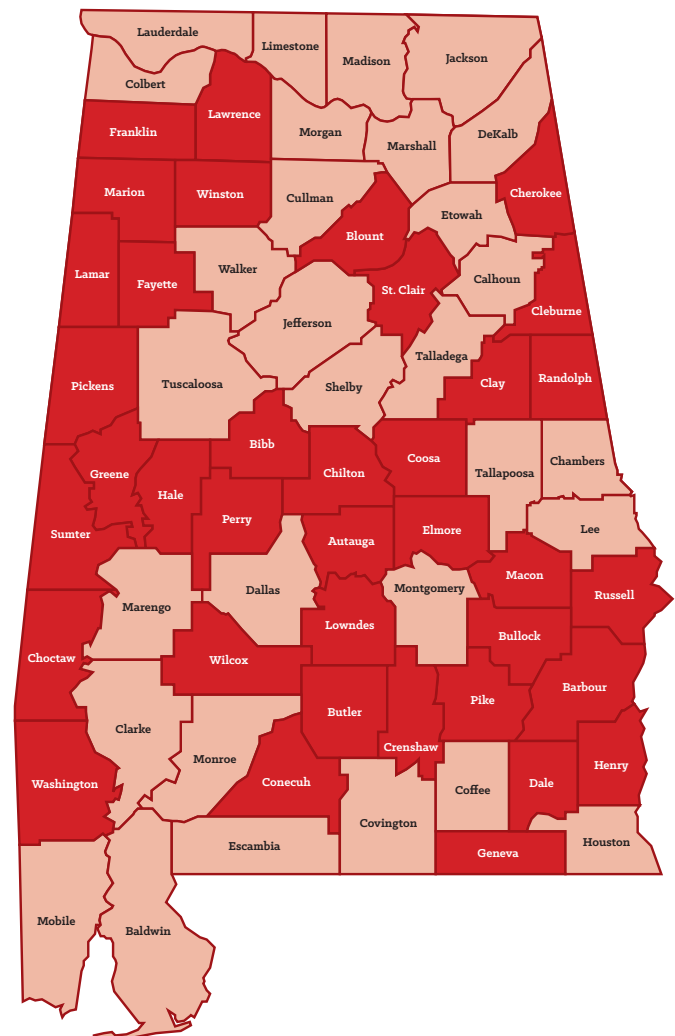 Lauderdale
Limestone
Madison
Jackson
Colbert
Lawrence
Franklin
Morgan
Marshall
DeKalb
Marion
Winston
Cullman
Cherokee
Etowah
Blount
Lamar
Fayette
Walker
St. Clair
Calhoun
Cleburne
Jefferson
Talladega
Pickens
Tuscaloosa
Shelby
Clay
Randolph
Bibb
Greene
Hale
Chilton
Coosa
Tallapoosa
Chambers
Sumter
Perry
Autauga
Elmore
Lee
Marengo
Dallas
Montgomery
Macon
Russell
Lowndes
Bullock
Choctaw
Wilcox
Barbour
Butler
Pike
Clarke
Crenshaw
Monroe
Washington
Conecuh
Coffee
Dale
Henry
Covington
Escambia
Houston
Geneva
Mobile
Baldwin